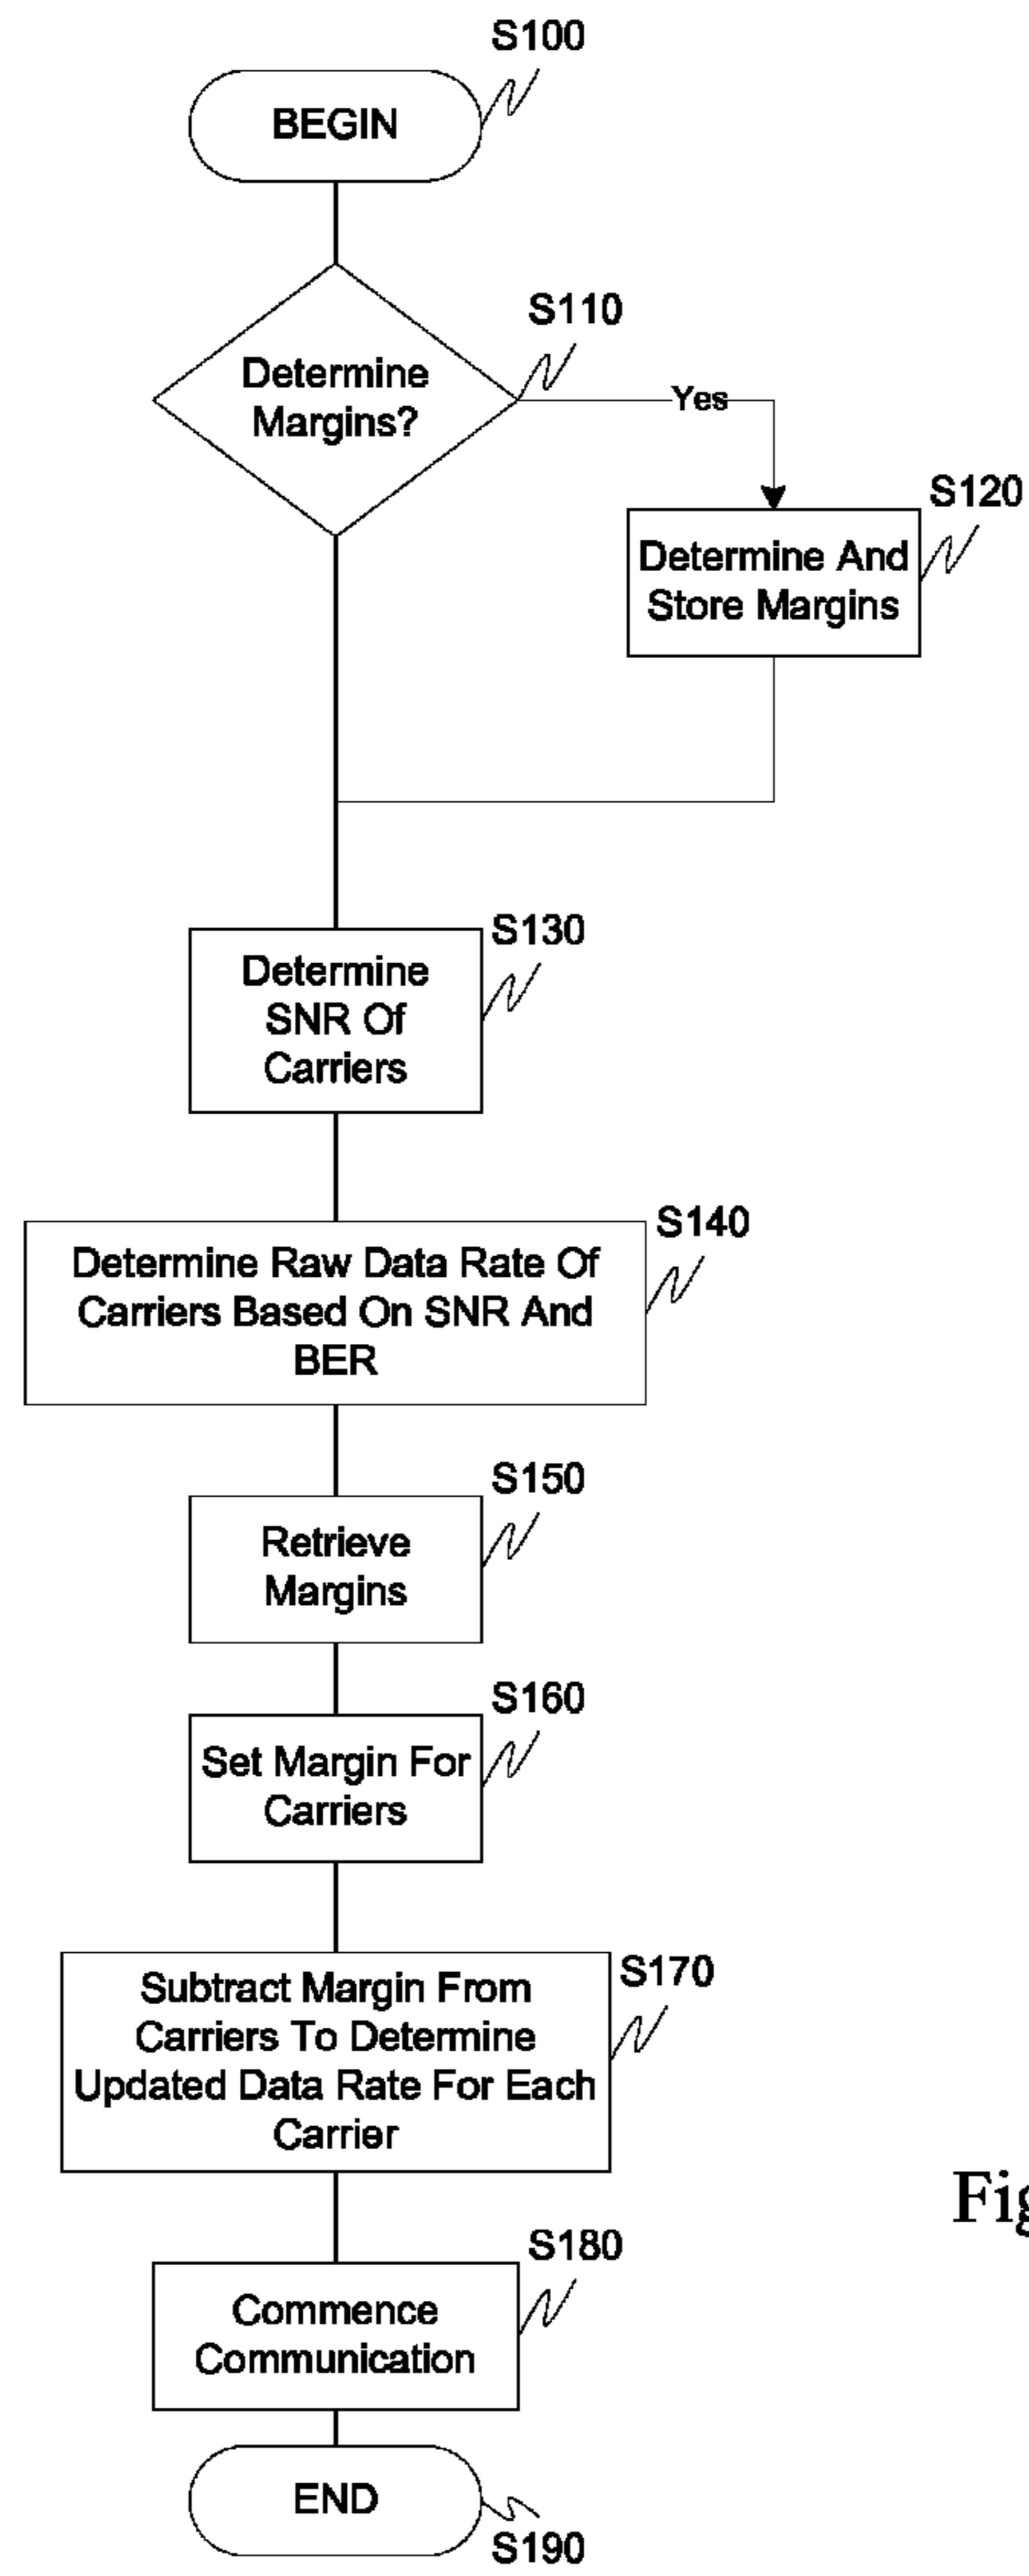 S100
BEGIN
S110
Determine
Margins?
Yes
S120
Determine And
Store Margins
S130
Determine
SNR Of
Carriers
S140
Determine Raw Data Rate Of
Carriers Based On SNR And
BER
S150
Retrieve
Margins
S160
Set Margin For
Carriers
S170
Subtract Margin From
Carriers To Determine
Updated Data Rate For Each
Carrier
S180
Commence
Communication
END
S190